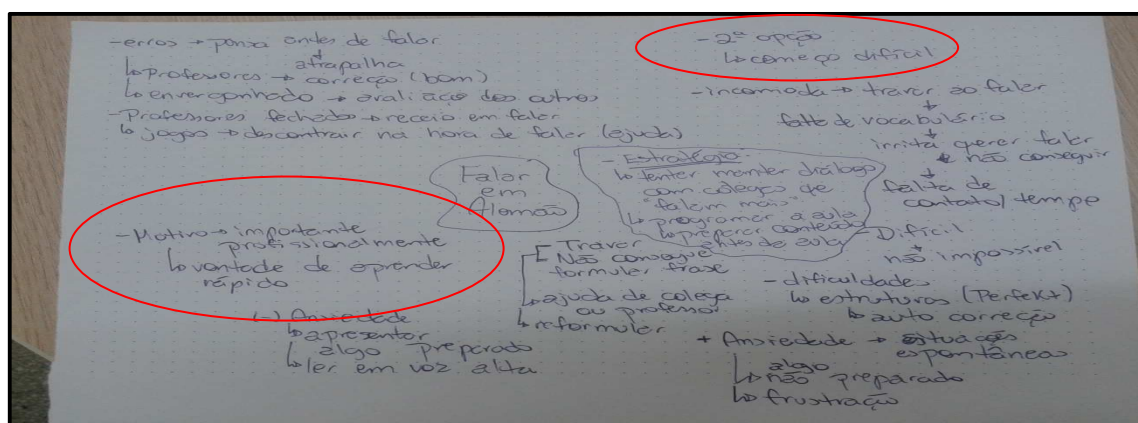 -erros → pensa antes de falar
↓
atrapalha
↳ professores → correção (bom)
↳ envergonhado → avaliação dos outros
- Professores fechados → receio em falar
↳ jogos → descontrair na hora de falar (ajuda)
- 2ª opção
↳ começo difícil
- incomoda → travar ao falar
↓
falta de vocabulário
↓
irrita querer falar
e não conseguir
↓
falta de
contato/tempo
Falar
em
Alemão
- Estratégia:
↳ tentar manter diálogo
com colegas que
"falam mais"
↳ programar a aula
↳ preparar conteúdo
antes da aula
- Motivo → importante
profissionalmente
↳ vontade de aprender
rápido
Travar
Não consegue
formular frase
↳ ajuda de colega
ou professor
↳ reformular
- Difícil
↓
não impossível
- dificuldade
↳ estruturas (Perfekt)
↳ auto correção
(-) Ansiedade
↳ apresentar
algo preparado
↳ ler em voz alta
+ Ansiedade → situações
espontâneas
↳ algo
não preparado
↳ frustração